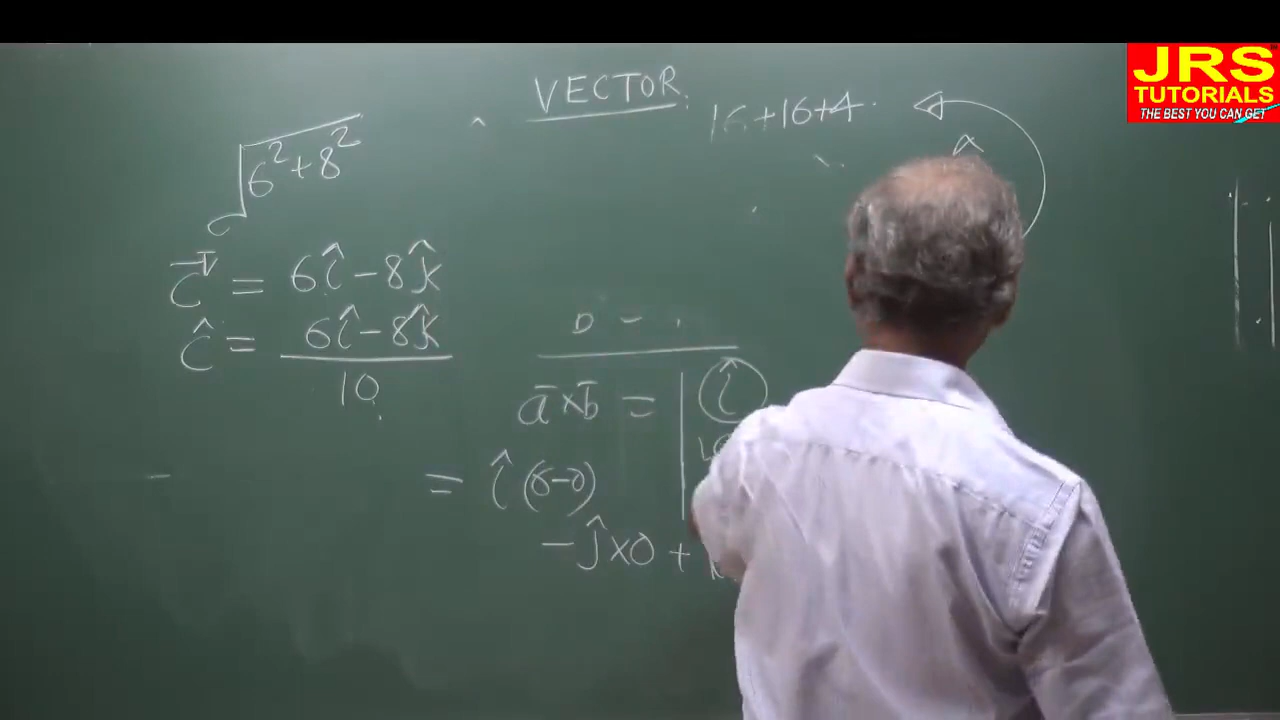 VECTOR
JRS
TUTORIALS
THE BEST YOU CAN GET
16+16+4
√(6²+8²)
c⃗ = 6î-8k̂
ĉ = 6î-8k̂
10
a̅×b̅ = | î
= î(6-0)
-ĵ×0 +